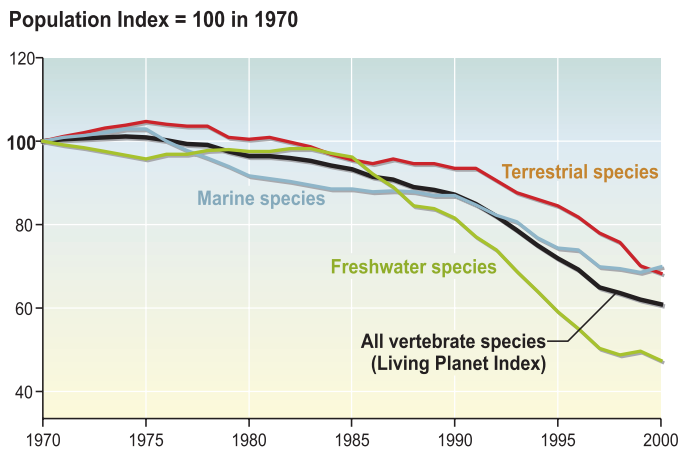 Population Index = 100 in 1970
120
100
80
60
40
Terrestrial species
Marine species
Freshwater species
All vertebrate species
(Living Planet Index)
1970 1975 1980 1985 1990 1995 2000